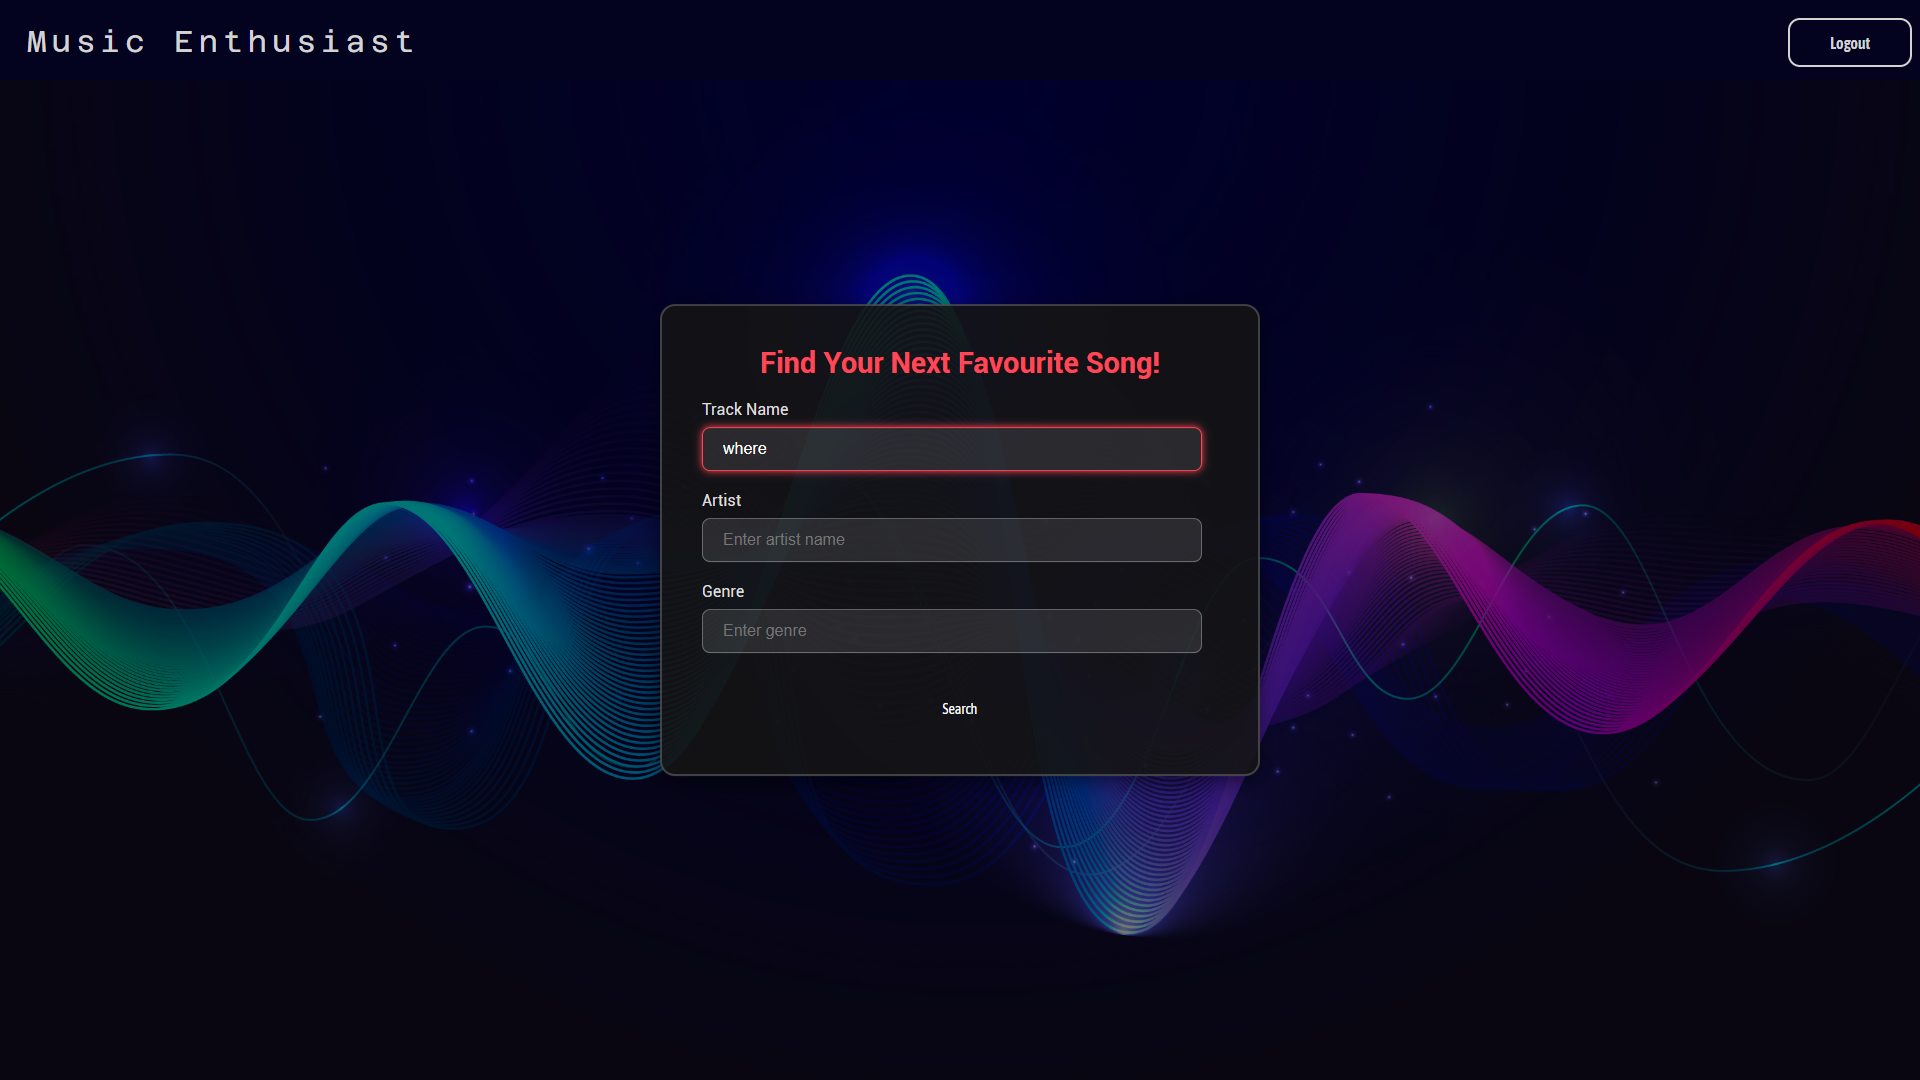 Music Enthusiast
Logout
Find Your Next Favourite Song!
Track Name
where
Artist
Enter artist name
Genre
Enter genre
Search